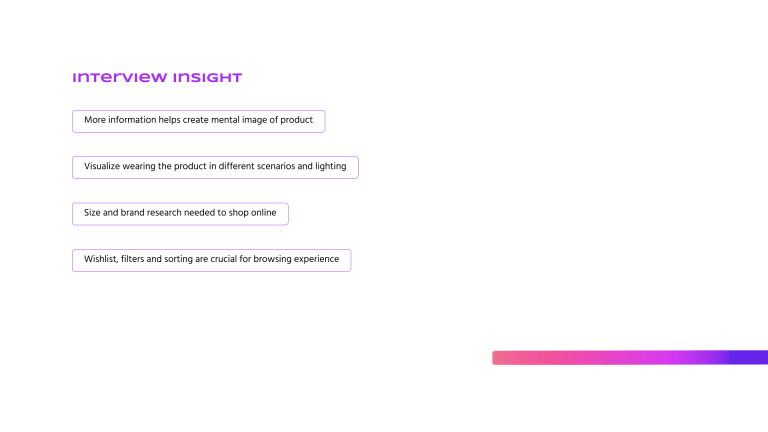 Interview Insight
More information helps create mental image of product
Visualize wearing the product in different scenarios and lighting
Size and brand research needed to shop online
Wishlist, filters and sorting are crucial for browsing experience